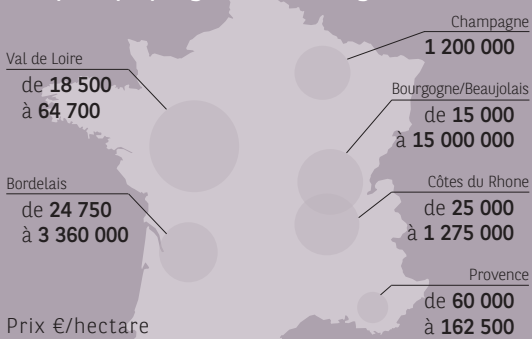 Champagne
1 200 000
Val de Loire
de 18 500
à 64 700
Bourgogne/Beaujolais
de 15 000
à 15 000 000
Bordelais
de 24 750
à 3 360 000
Côtes du Rhone
de 25 000
à 1 275 000
Provence
de 60 000
à 162 500
Prix €/hectare